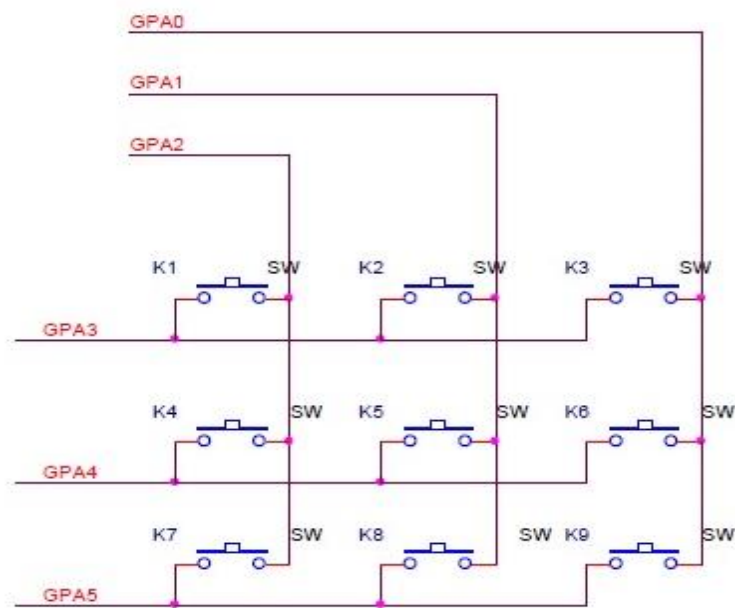 GPA0
GPA1
GPA2
K1 SW K2 SW K3 SW
GPA3
K4 SW K5 SW K6 SW
GPA4
K7 SW K8 SW K9 SW
GPA5